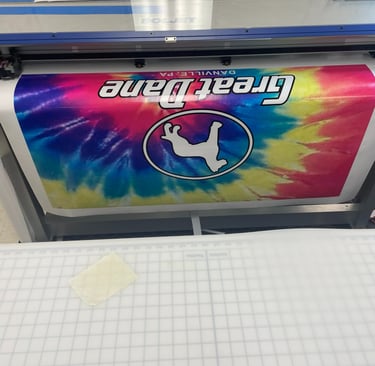 Great Dane
DANVILLE, PA